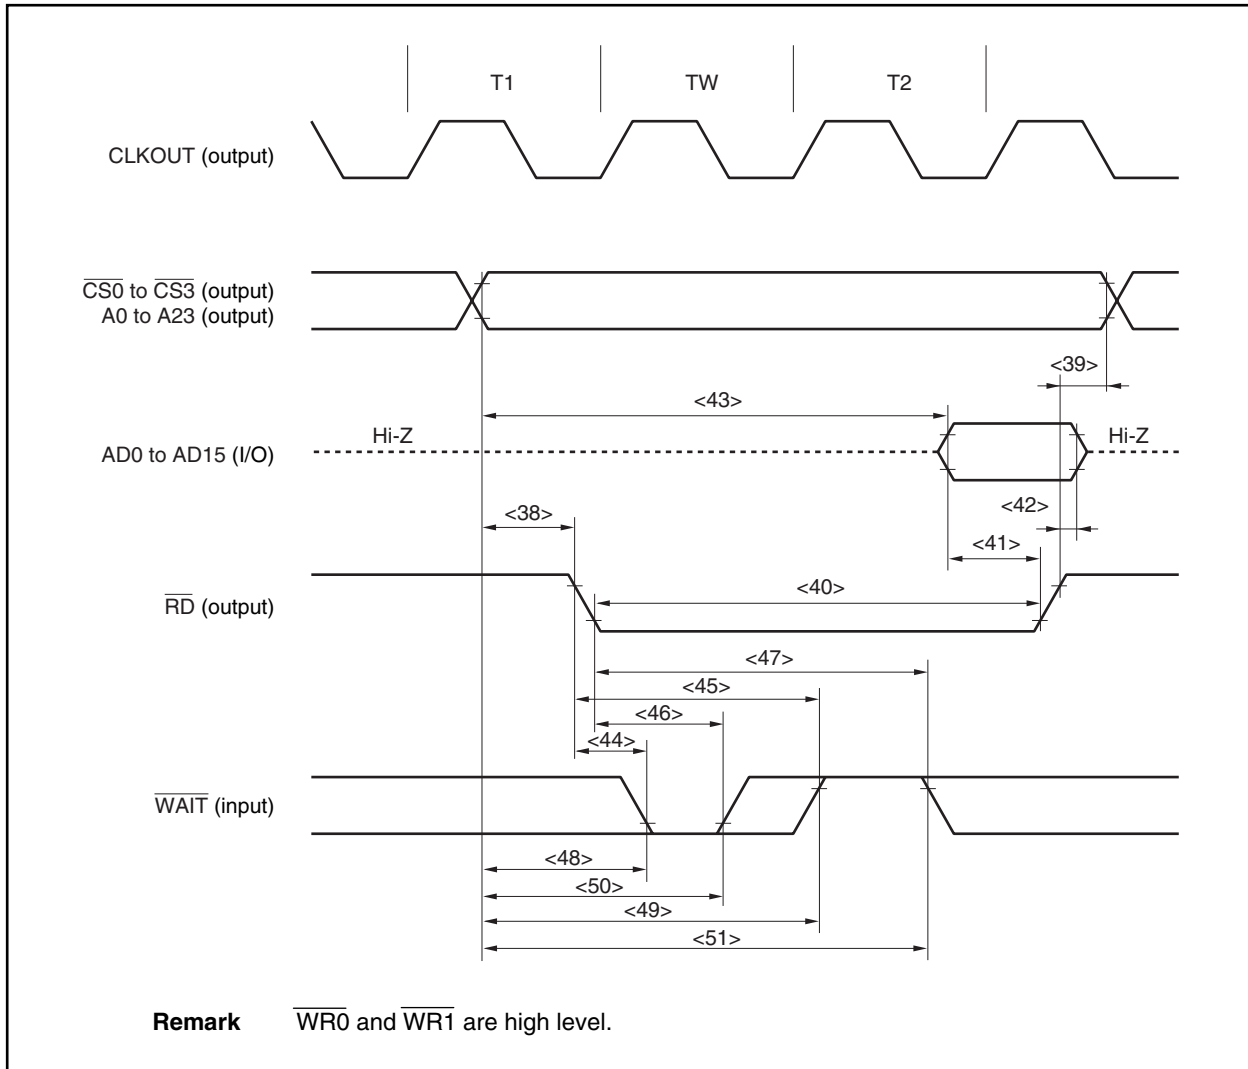 T1 TW T2
CLKOUT (output)
CS0 to CS3 (output)
A0 to A23 (output)
<39>
<43>
Hi-Z Hi-Z
AD0 to AD15 (I/O)
<42>
<38>
<41>
<40>
RD (output)
<47>
<45>
<46>
<44>
WAIT (input)
<48>
<50>
<49>
<51>
Remark WR0 and WR1 are high level.